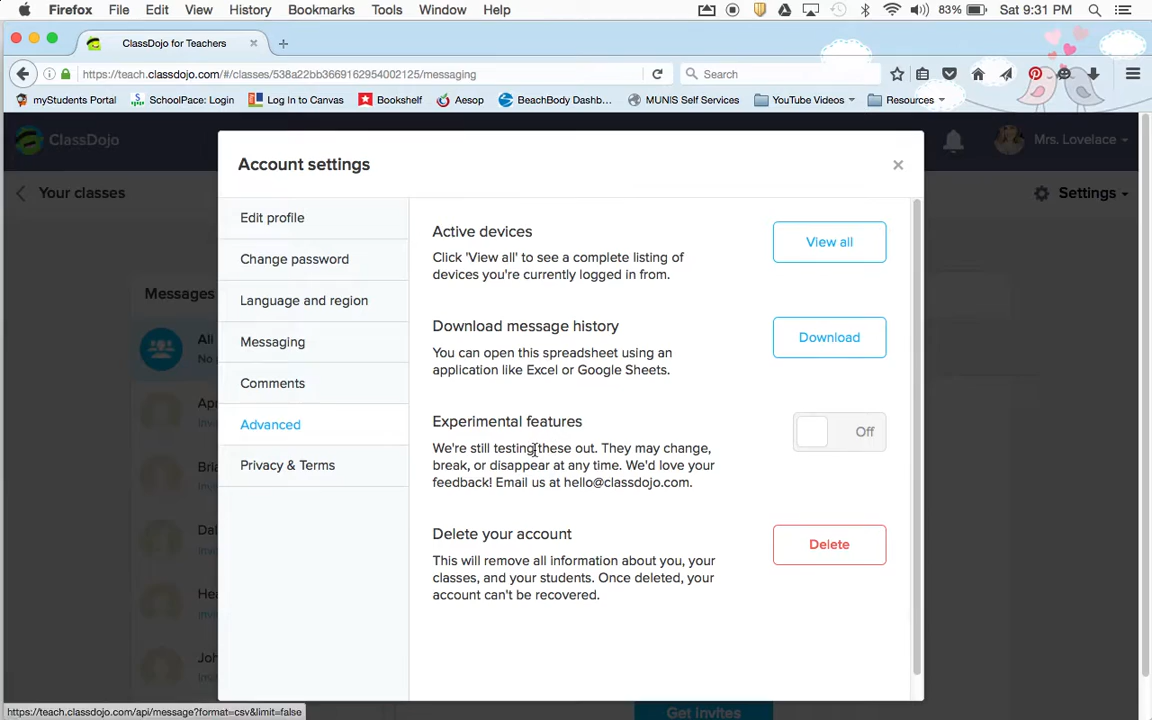 Firefox File Edit View History Bookmarks Tools Window Help 83% Sat 9:31 PM
ClassDojo for Teachers
https://teach.classdojo.com/#/classes/538a22bb3669162954002125/messaging Search
myStudents Portal SchoolPace: Login Log In to Canvas Bookshelf Aesop BeachBody Dashb... MUNIS Self Services YouTube Videos Resources
ClassDojo Mrs. Lovelace
Your classes Settings
Account settings
Edit profile
Change password
Language and region
Messaging
Comments
Advanced
Privacy & Terms
Active devices
Click 'View all' to see a complete listing of
devices you're currently logged in from.
View all
Download message history
You can open this spreadsheet using an
application like Excel or Google Sheets.
Download
Experimental features
We're still testing these out. They may change,
break, or disappear at any time. We'd love your
feedback! Email us at hello@classdojo.com.
Off
Delete your account
This will remove all information about you, your
classes, and your students. Once deleted, your
account can't be recovered.
Delete
Messages
All
Get invites
https://teach.classdojo.com/api/message?format=csv&limit=false